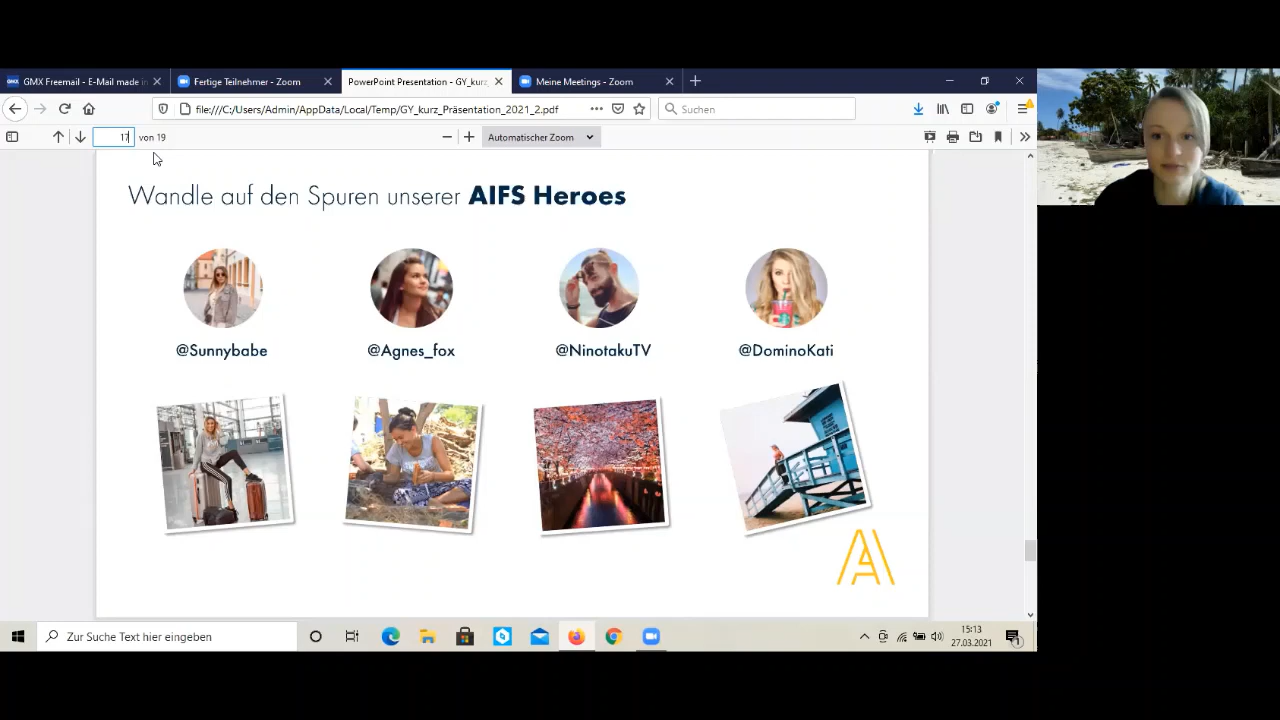 GMX Freemail - E-Mail made in
Fertige Teilnehmer - Zoom
PowerPoint Presentation - GY_kurz
Meine Meetings - Zoom
file:///C:/Users/Admin/AppData/Local/Temp/GY_kurz_Präsentation_2021_2.pdf
Suchen
von 19
Automatischer Zoom
Wandle auf den Spuren unserer AIFS Heroes
@Sunnybabe
@Agnes_fox
@NinotakuTV
@DominoKati
Zur Suche Text hier eingeben
15:13
27.03.2021